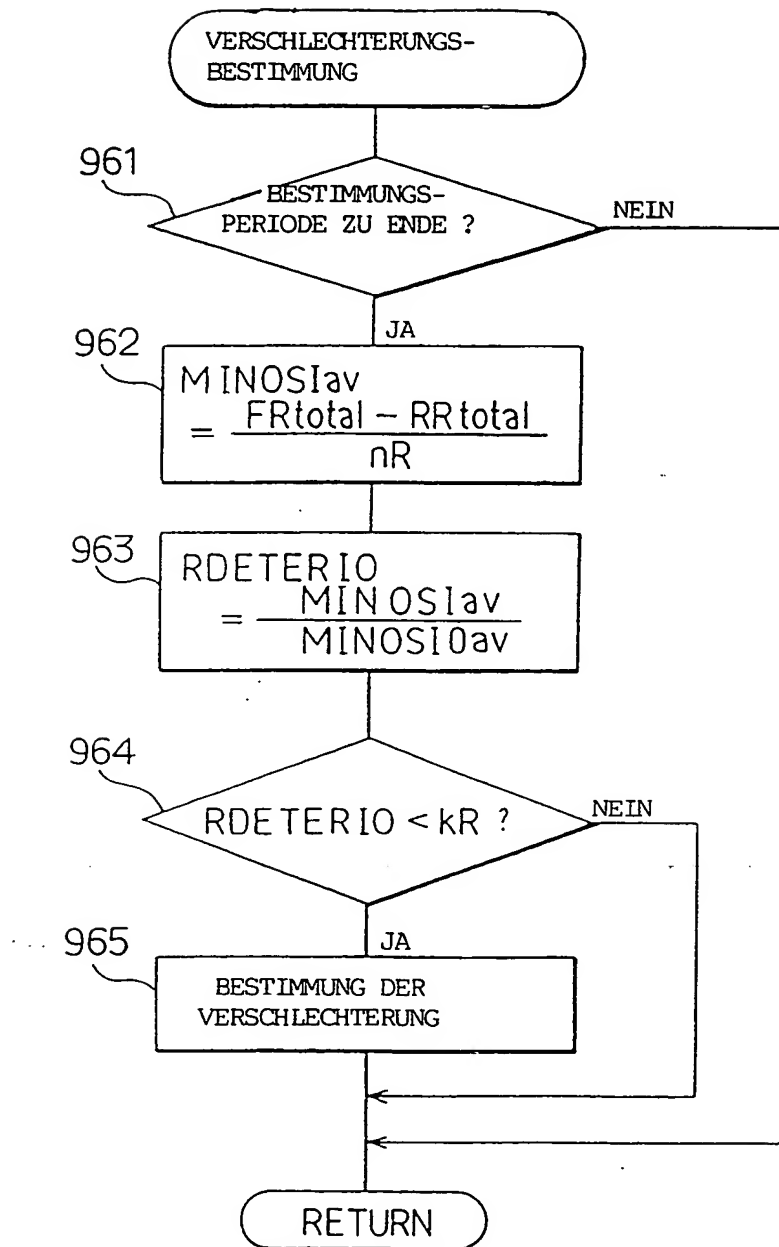 VERSCHLECHTERUNGS-
BESTIMMUNG
961
BESTIMMUNGS-
PERIODE ZU ENDE ?
NEIN
JA
962
MINOSIav
= FRtotal - RRtotal
nR
963
RDETERIO
= MINOSIav
MINOSI0av
964
RDETERIO < kR ?
NEIN
JA
965
BESTIMMUNG DER
VERSCHLECHTERUNG
RETURN